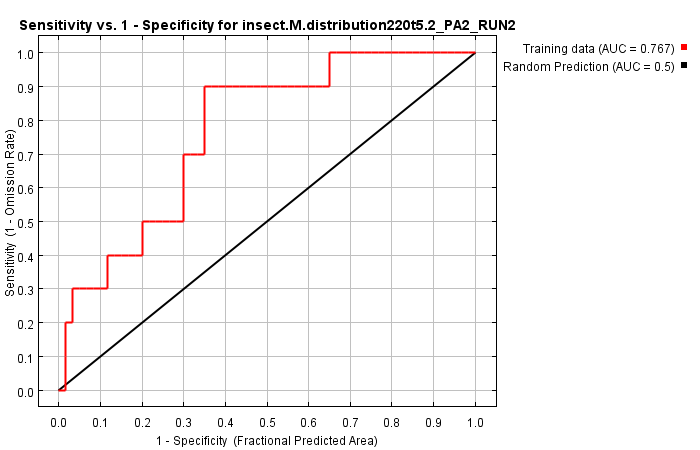 Sensitivity vs. 1 - Specificity for insect.M.distribution220t5.2_PA2_RUN2
Training data (AUC = 0.767)
Random Prediction (AUC = 0.5)
Sensitivity (1 - Omission Rate)
1.0
0.9
0.8
0.7
0.6
0.5
0.4
0.3
0.2
0.1
0.0
0.0 0.1 0.2 0.3 0.4 0.5 0.6 0.7 0.8 0.9 1.0
1 - Specificity (Fractional Predicted Area)